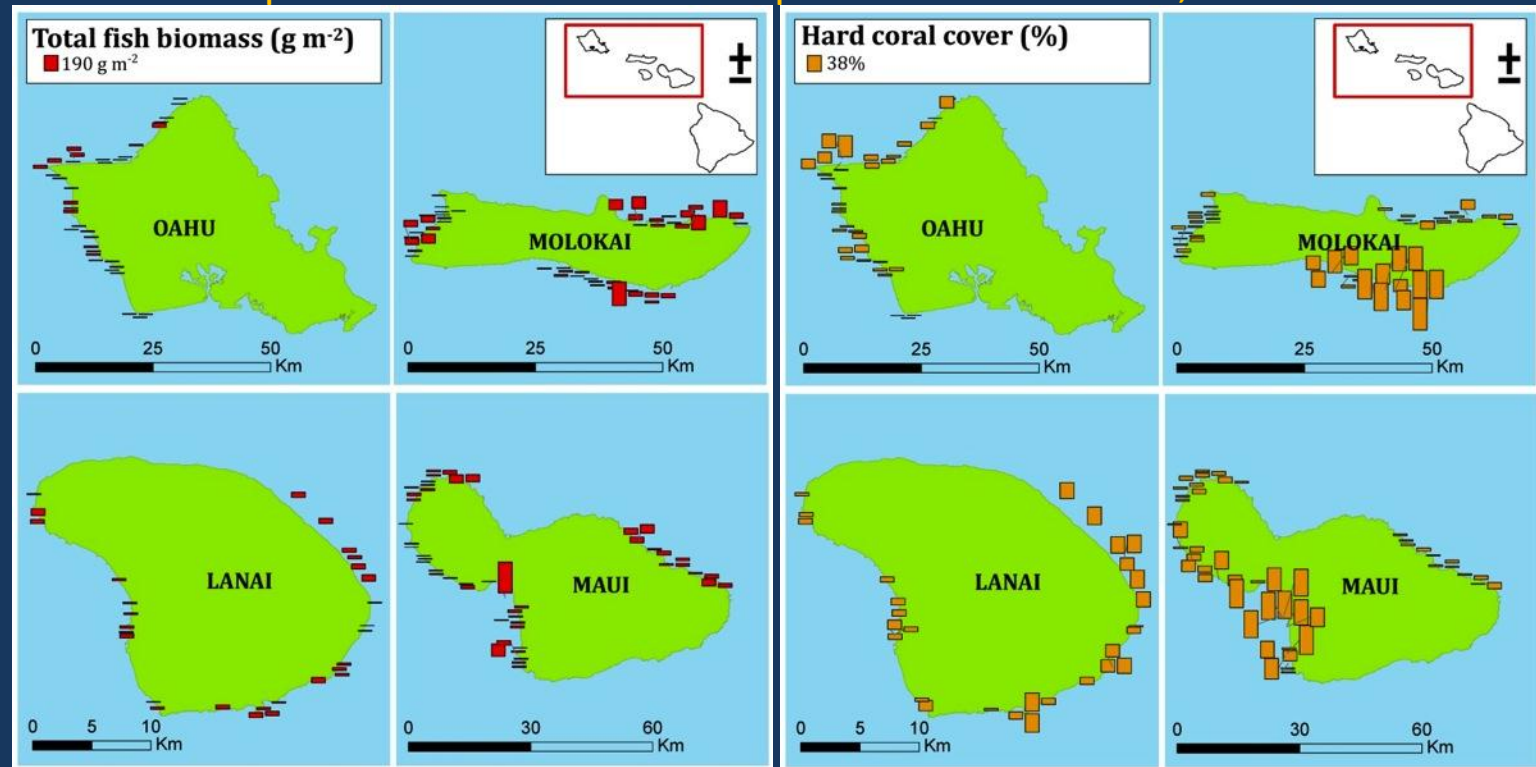 Total fish biomass (g m-2)
190 g m-2
OAHU
0 25 50 Km
MOLOKAI
0 25 50 Km
LANAI
0 5 10 Km
MAUI
0 30 60 Km
Hard coral cover (%)
38%
OAHU
0 25 50 Km
MOLOKAI
0 25 50 Km
LANAI
0 5 10 Km
MAUI
0 30 60 Km